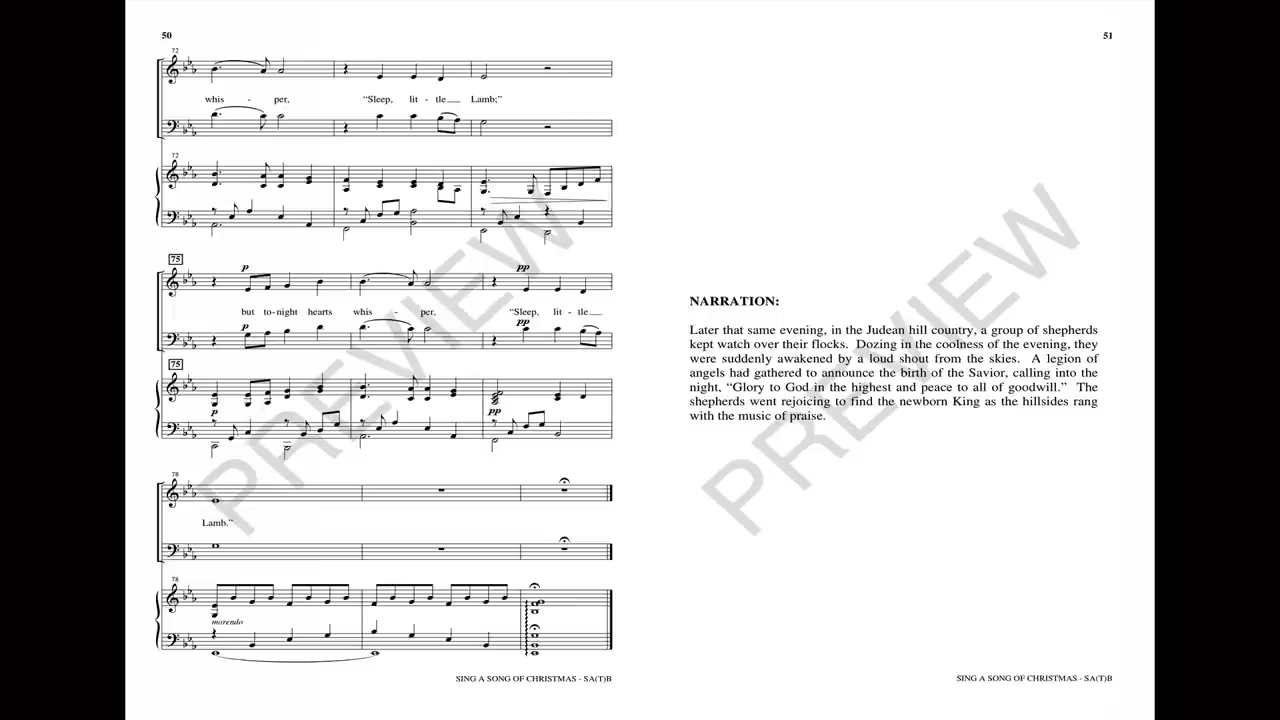 50
72
whis - per, “Sleep, lit - tle__ Lamb;”
72
75
p
pp
but to-night hearts whis - per, “Sleep, lit - tle__
p
pp
75
p
pp
78
Lamb.”
78
morendo
SING A SONG OF CHRISTMAS - SA(T)B
PREVIEW
51
NARRATION:
Later that same evening, in the Judean hill country, a group of shepherds
kept watch over their flocks. Dozing in the coolness of the evening, they
were suddenly awakened by a loud shout from the skies. A legion of
angels had gathered to announce the birth of the Savior, calling into the
night, “Glory to God in the highest and peace to all of goodwill.” The
shepherds went rejoicing to find the newborn King as the hillsides rang
with the music of praise.
SING A SONG OF CHRISTMAS - SA(T)B
PREVIEW